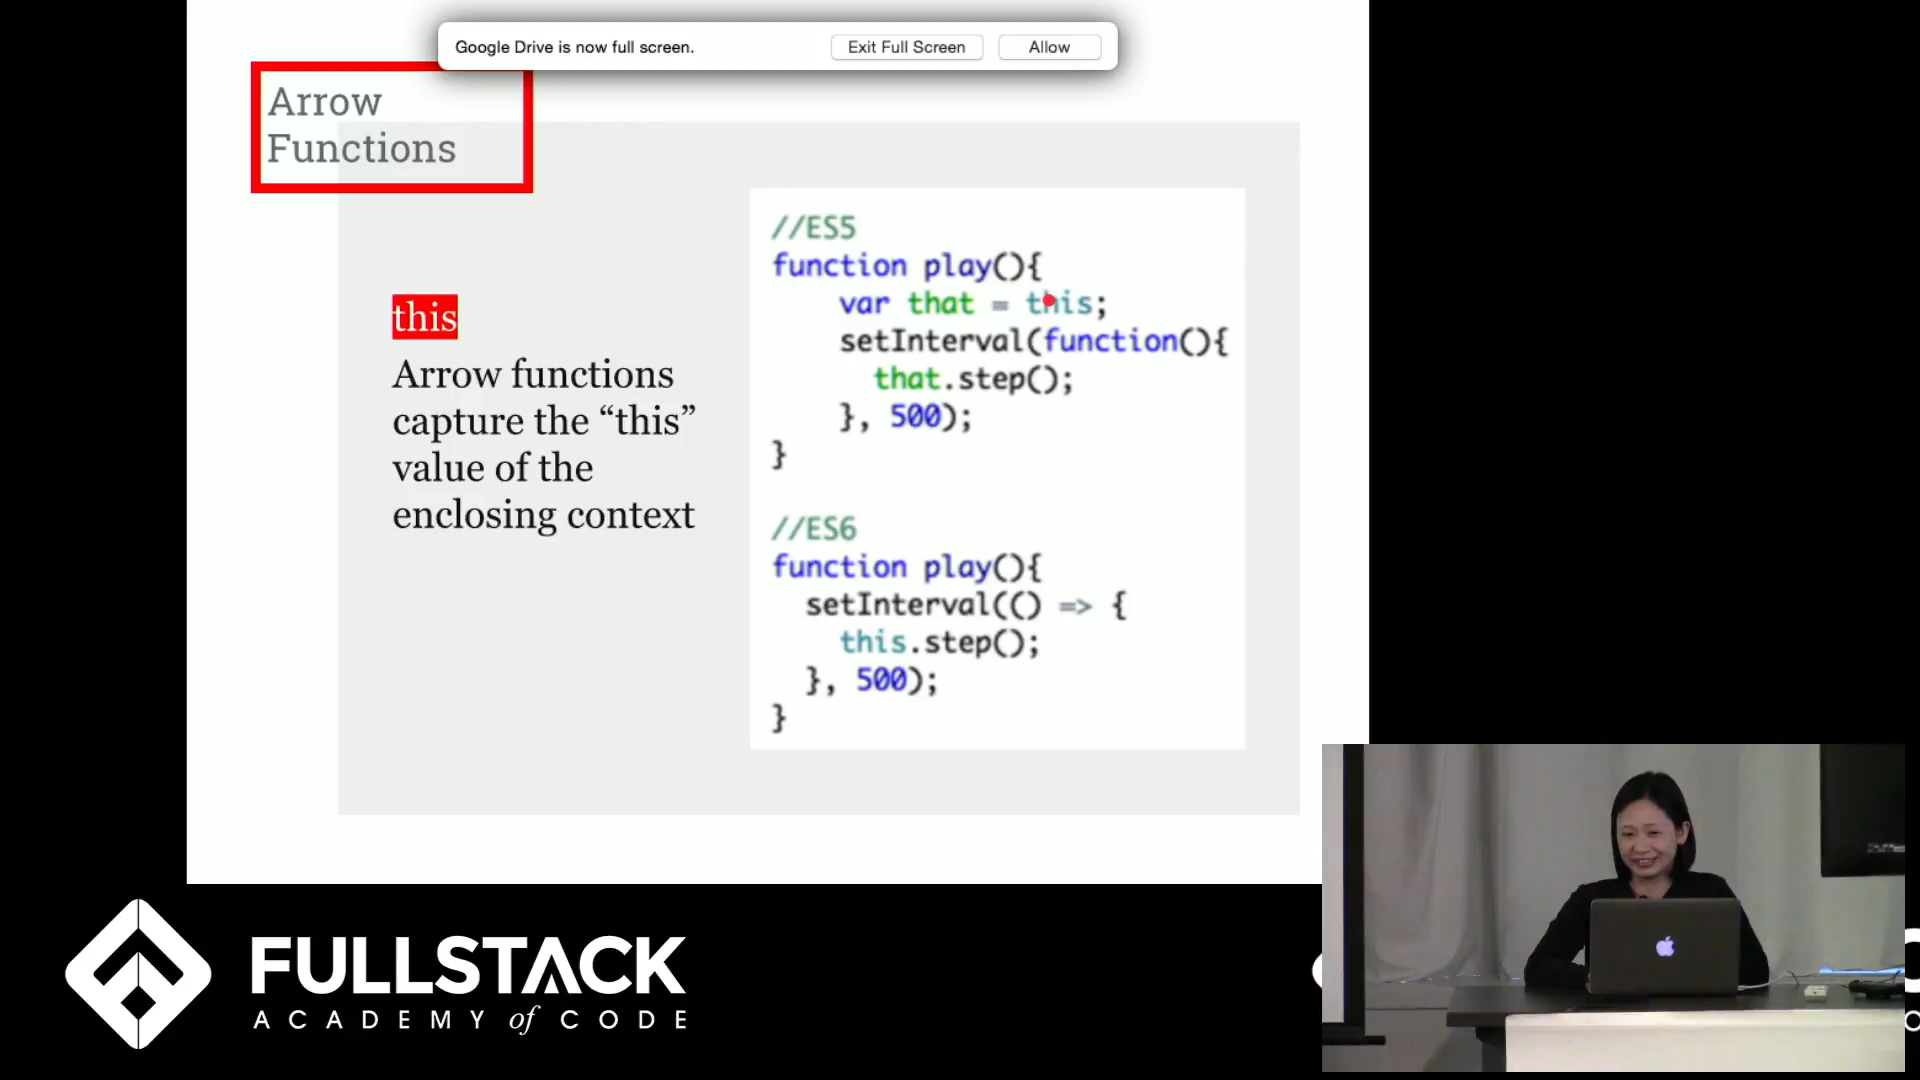 Google Drive is now full screen.
Exit Full Screen
Allow
Arrow
Functions
this
Arrow functions
capture the “this”
value of the
enclosing context
//ES5
function play(){
var that = this;
setInterval(function(){
that.step();
}, 500);
}
//ES6
function play(){
setInterval(() => {
this.step();
}, 500);
}
FULLSTACK
ACADEMY of CODE